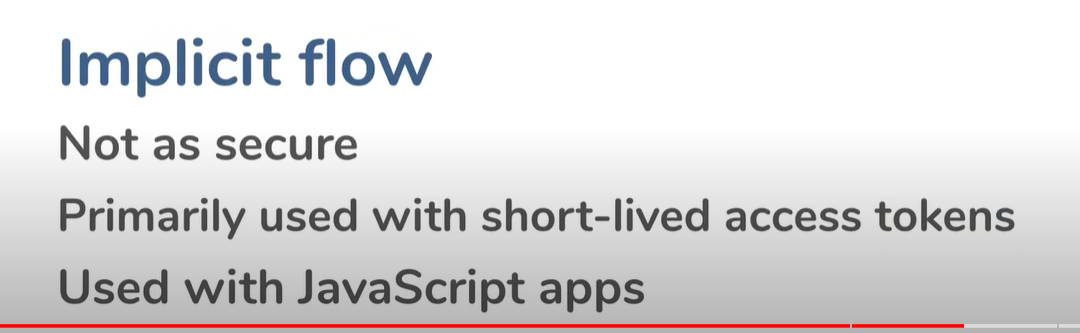 Implicit flow
Not as secure
Primarily used with short-lived access tokens
Used with JavaScript apps